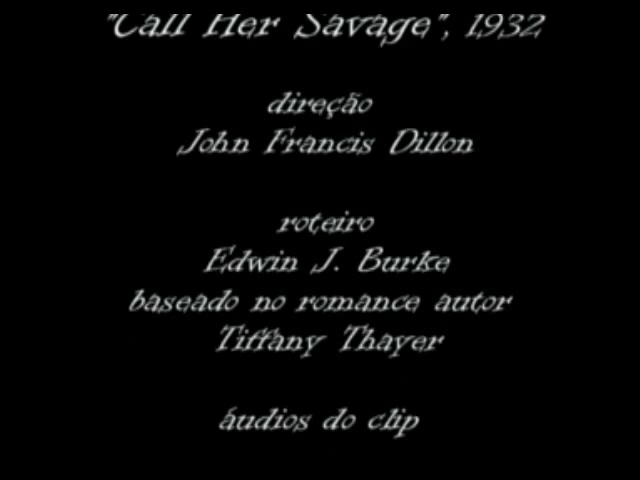 "Call Her Savage", 1932
direção
John Francis Dillon
roteiro
Edwin J. Burke
baseado no romance autor
Tiffany Thayer
áudios do clip